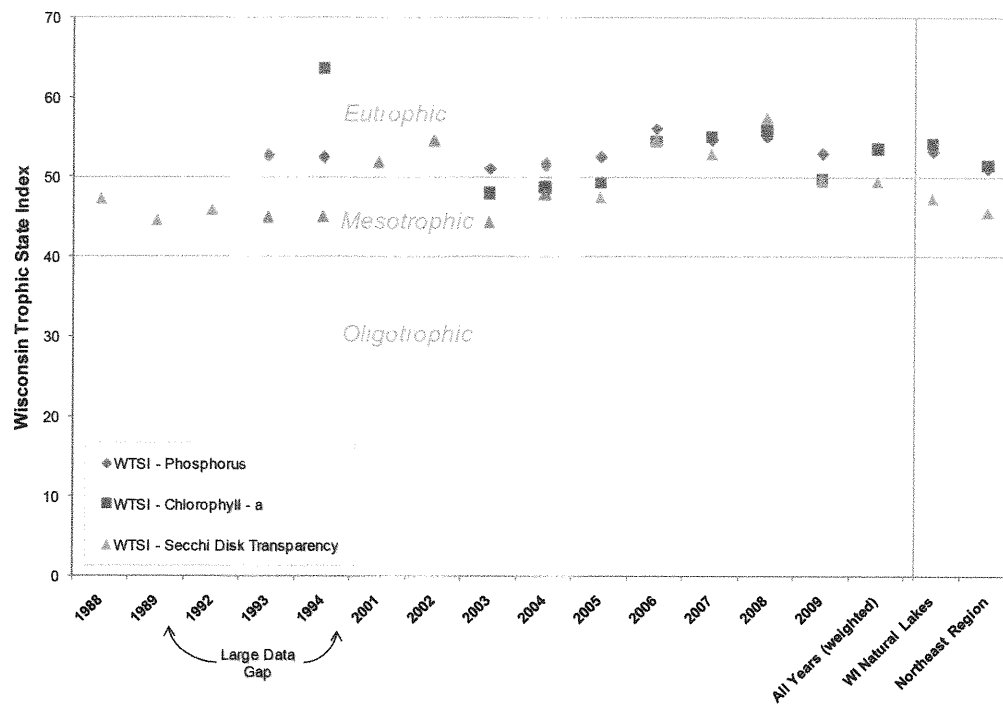 70
60
50
40
30
20
10
0
Wisconsin Trophic State Index
Eutrophic
Mesotrophic
Oligotrophic
WTSI - Phosphorus
WTSI - Chlorophyll - a
WTSI - Secchi Disk Transparency
1988
1989
1992
1993
1994
2001
2002
2003
2004
2005
2006
2007
2008
2009
All Years (weighted)
WI Natural Lakes
Northeast Region
Large Data
Gap